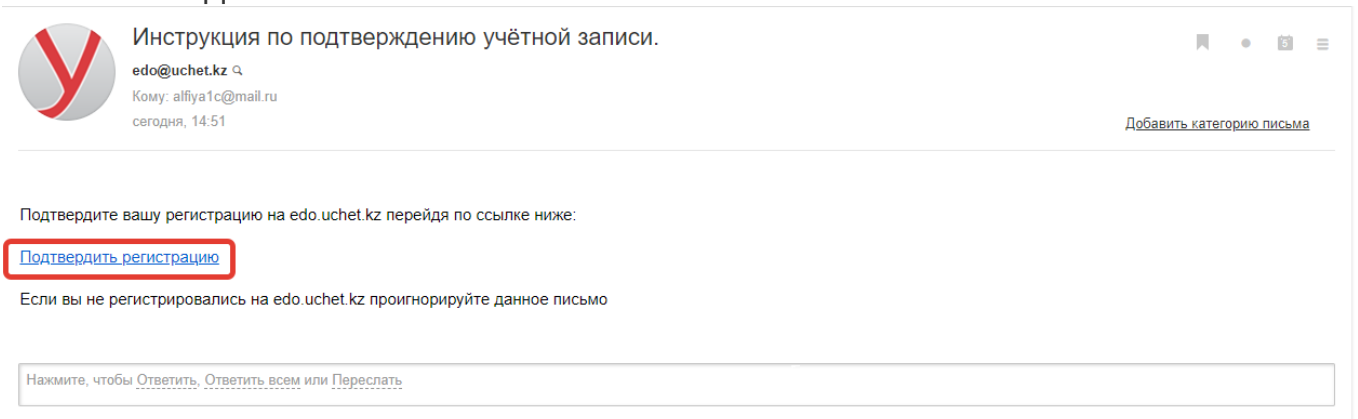 Инструкция по подтверждению учётной записи.
edo@uchet.kz
Кому: alfiya1c@mail.ru
сегодня, 14:51
Добавить категорию письма
Подтвердите вашу регистрацию на edo.uchet.kz перейдя по ссылке ниже:
Подтвердить регистрацию
Если вы не регистрировались на edo.uchet.kz проигнорируйте данное письмо
Нажмите, чтобы Ответить, Ответить всем или Переслать